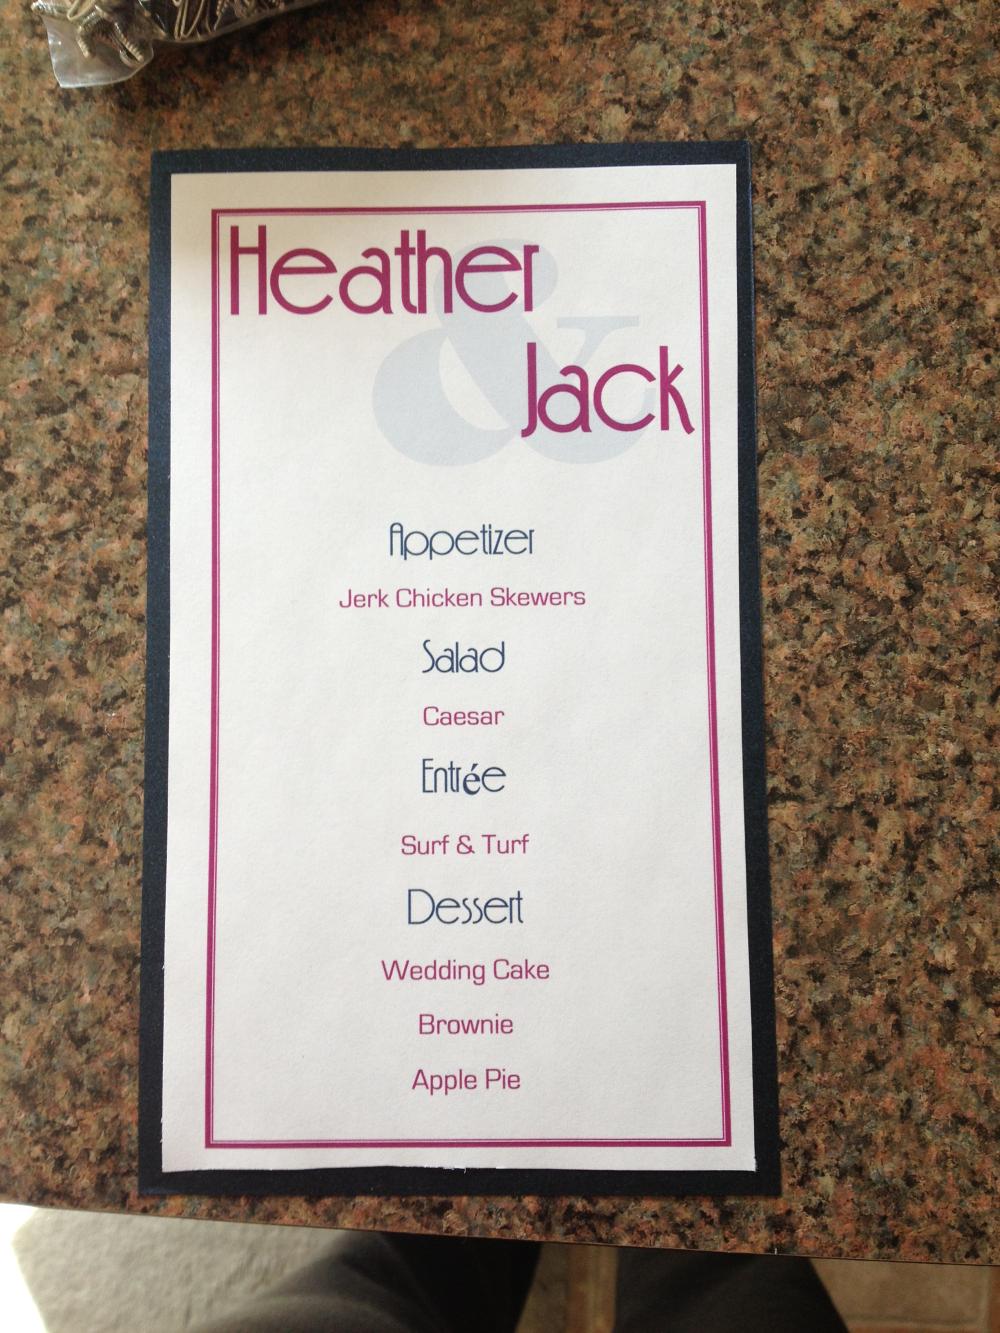 Heather
&
Jack
Appetizer
Jerk Chicken Skewers
Salad
Caesar
Entrée
Surf & Turf
Dessert
Wedding Cake
Brownie
Apple Pie